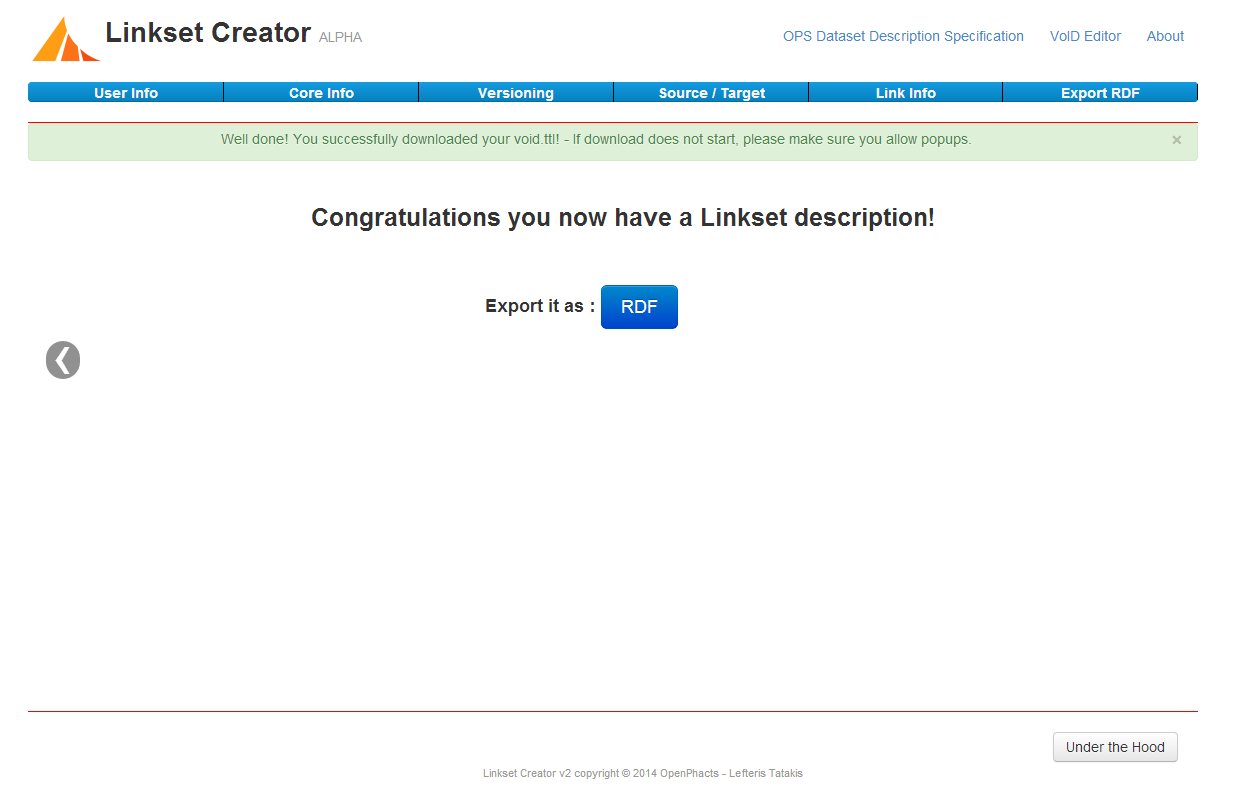 Linkset Creator ALPHA
OPS Dataset Description Specification VoID Editor About
User Info Core Info Versioning Source / Target Link Info Export RDF
Well done! You successfully downloaded your void.ttl! - If download does not start, please make sure you allow popups. ×
Congratulations you now have a Linkset description!
Export it as : RDF
Under the Hood
Linkset Creator v2 copyright © 2014 OpenPhacts - Lefteris Tatakis